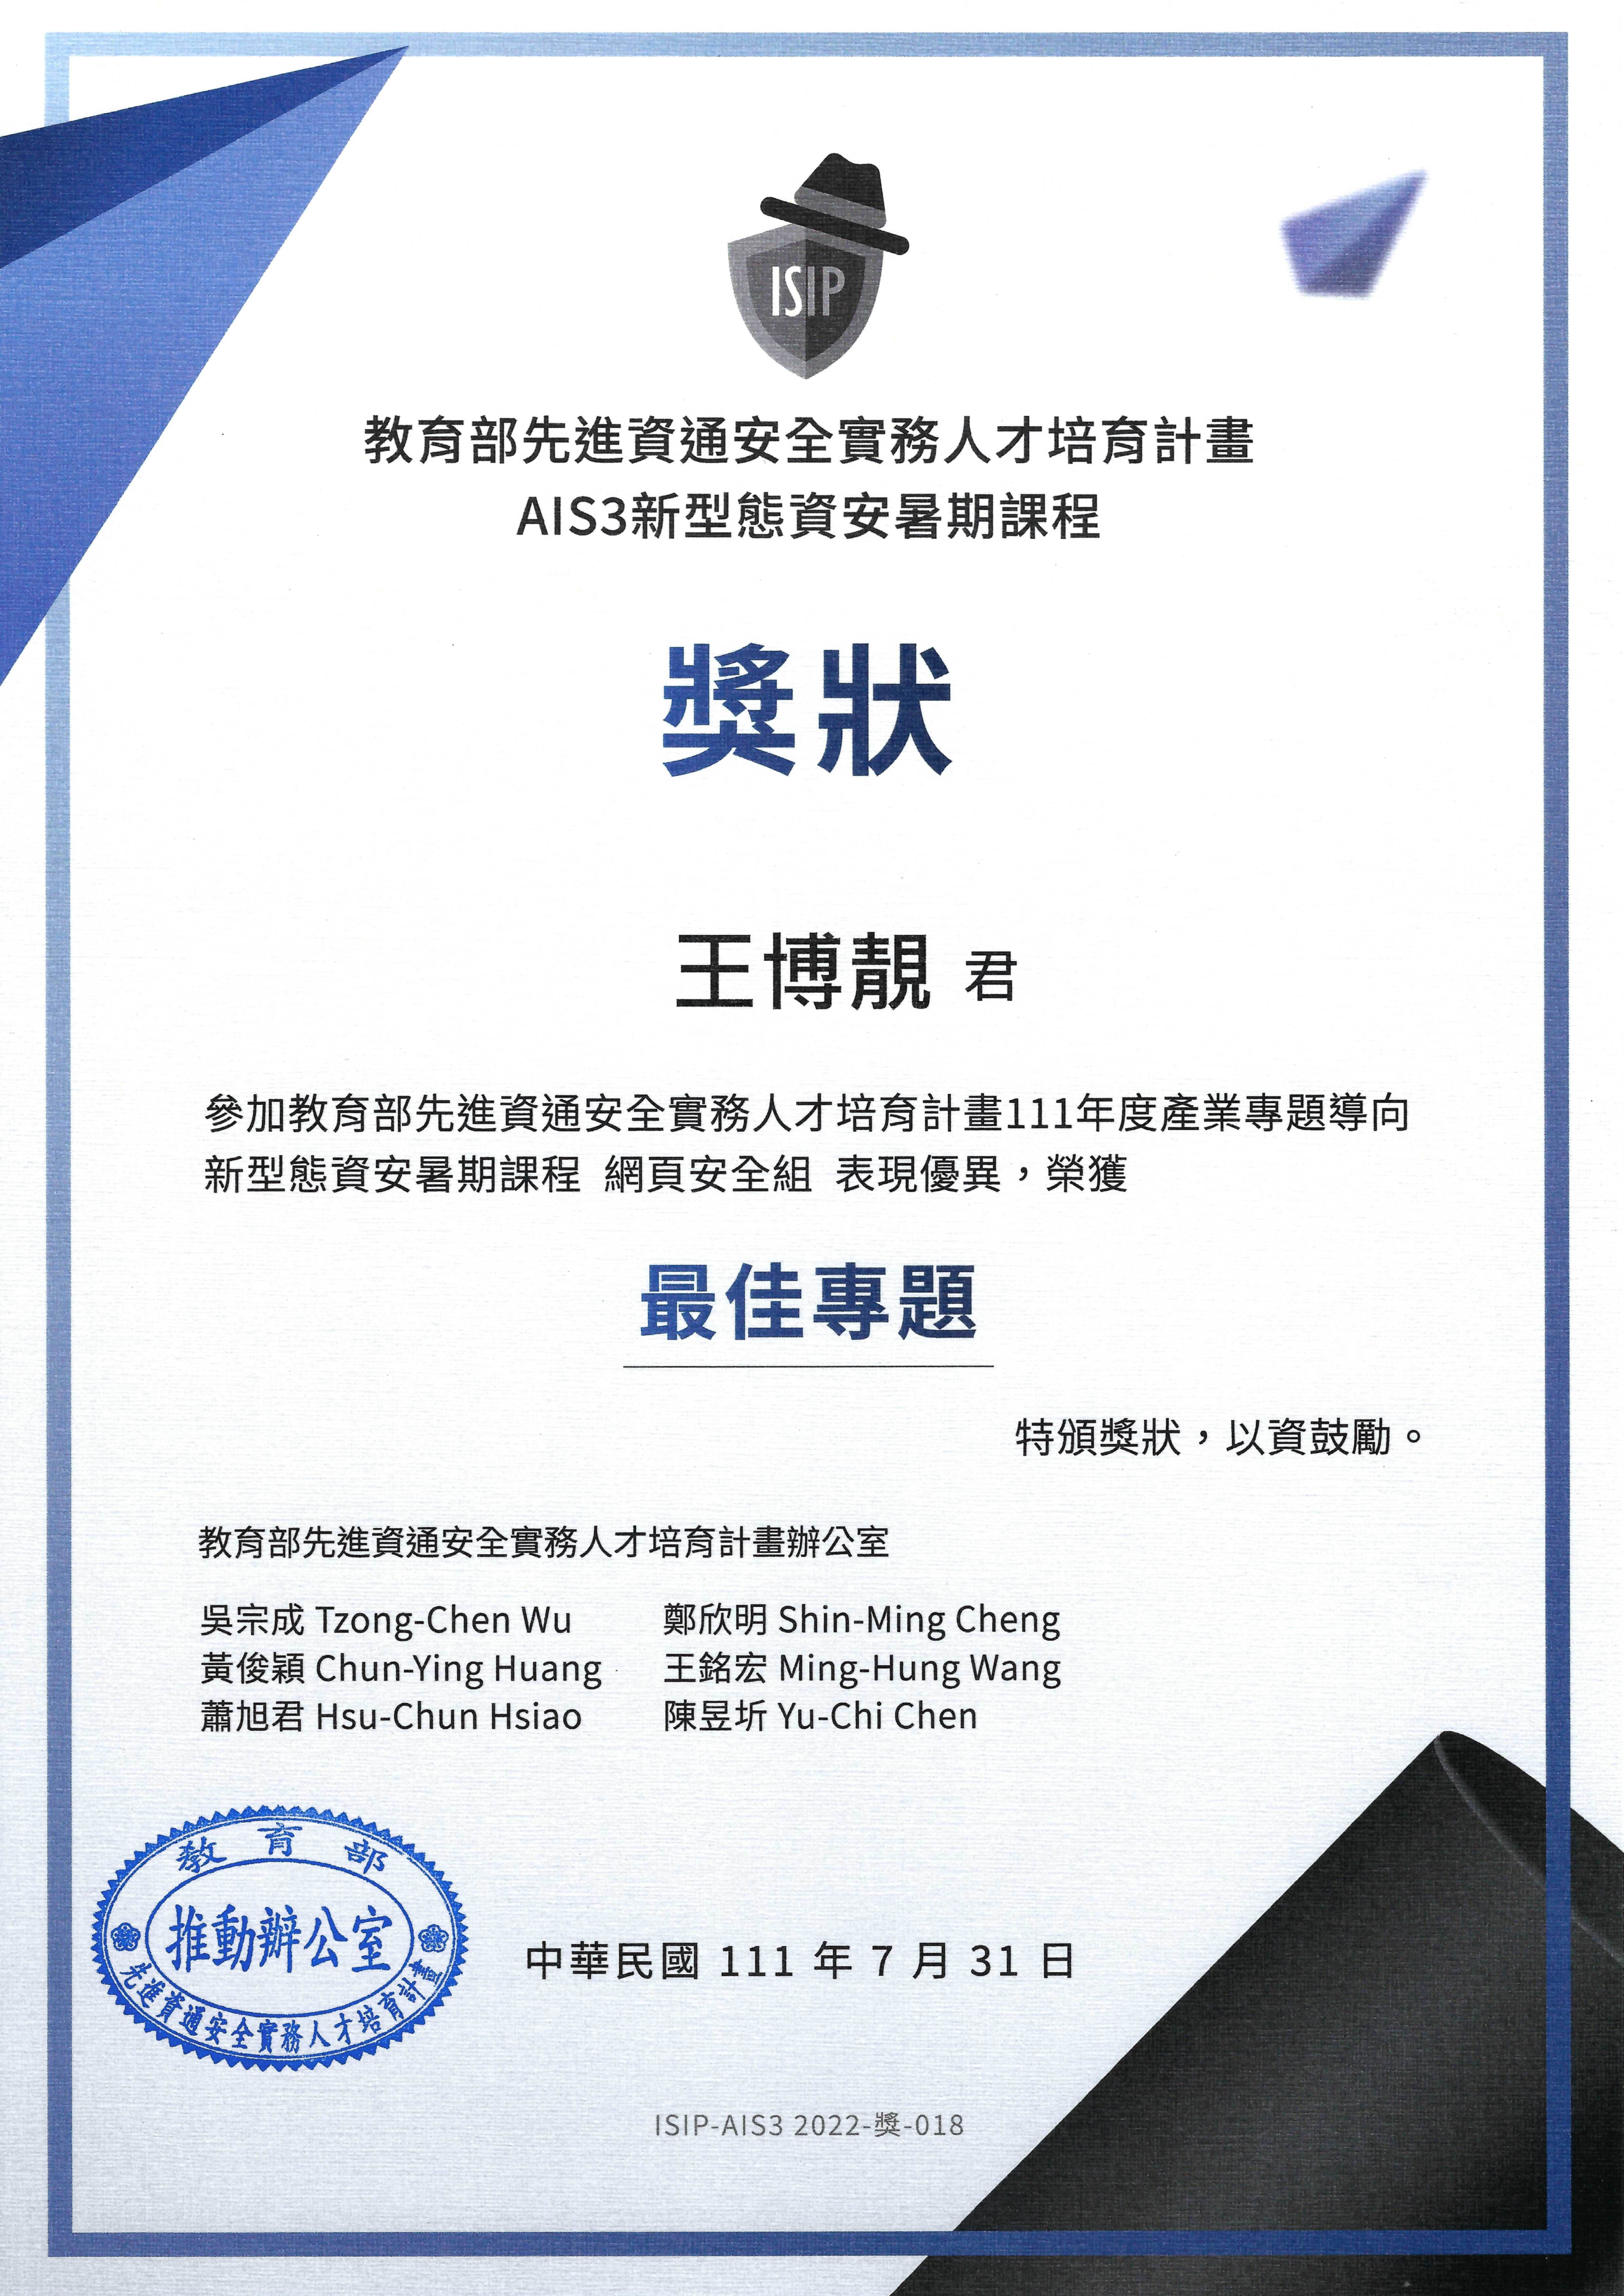 ISIP
教育部先進資通安全實務人才培育計畫
AIS3新型態資安暑期課程
獎狀
王博靚 君
參加教育部先進資通安全實務人才培育計畫111年度產業專題導向
新型態資安暑期課程 網頁安全組 表現優異，榮獲
最佳專題
特頒獎狀，以資鼓勵。
教育部先進資通安全實務人才培育計畫辦公室
吳宗成 Tzong-Chen Wu 鄭欣明 Shin-Ming Cheng
黃俊穎 Chun-Ying Huang 王銘宏 Ming-Hung Wang
蕭旭君 Hsu-Chun Hsiao 陳昱圻 Yu-Chi Chen
教育部
推動辦公室
先進資通安全實務人才培育計畫
中華民國 111 年 7 月 31 日
ISIP-AIS3 2022-獎-018